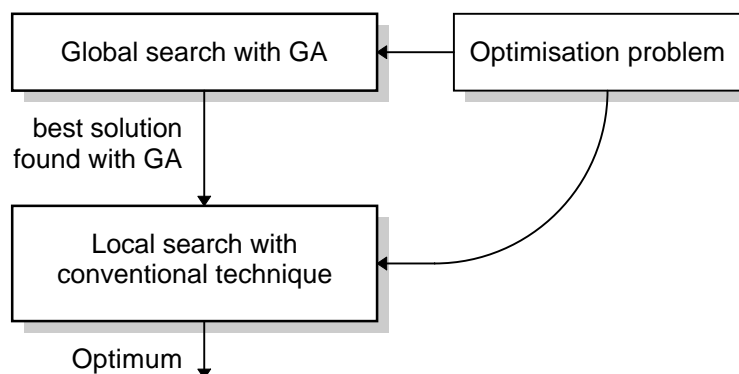 Global search with GA
Optimisation problem
best solution
found with GA
Local search with
conventional technique
Optimum